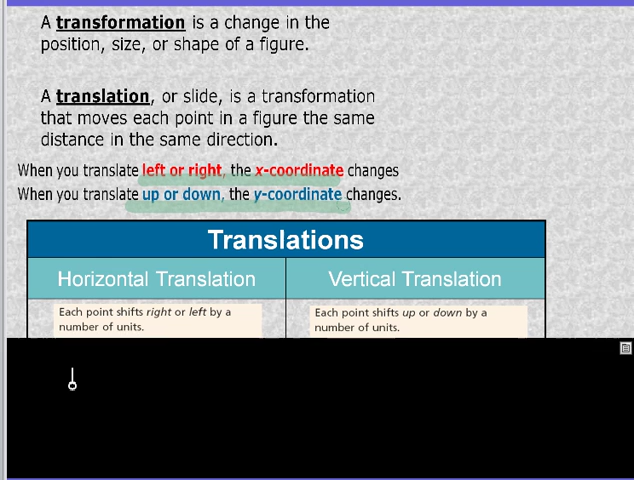 A transformation is a change in the
position, size, or shape of a figure.
A translation, or slide, is a transformation
that moves each point in a figure the same
distance in the same direction.
When you translate left or right, the x-coordinate changes
When you translate up or down, the y-coordinate changes.
Translations
Horizontal Translation
Vertical Translation
Each point shifts right or left by a
number of units.
Each point shifts up or down by a
number of units.